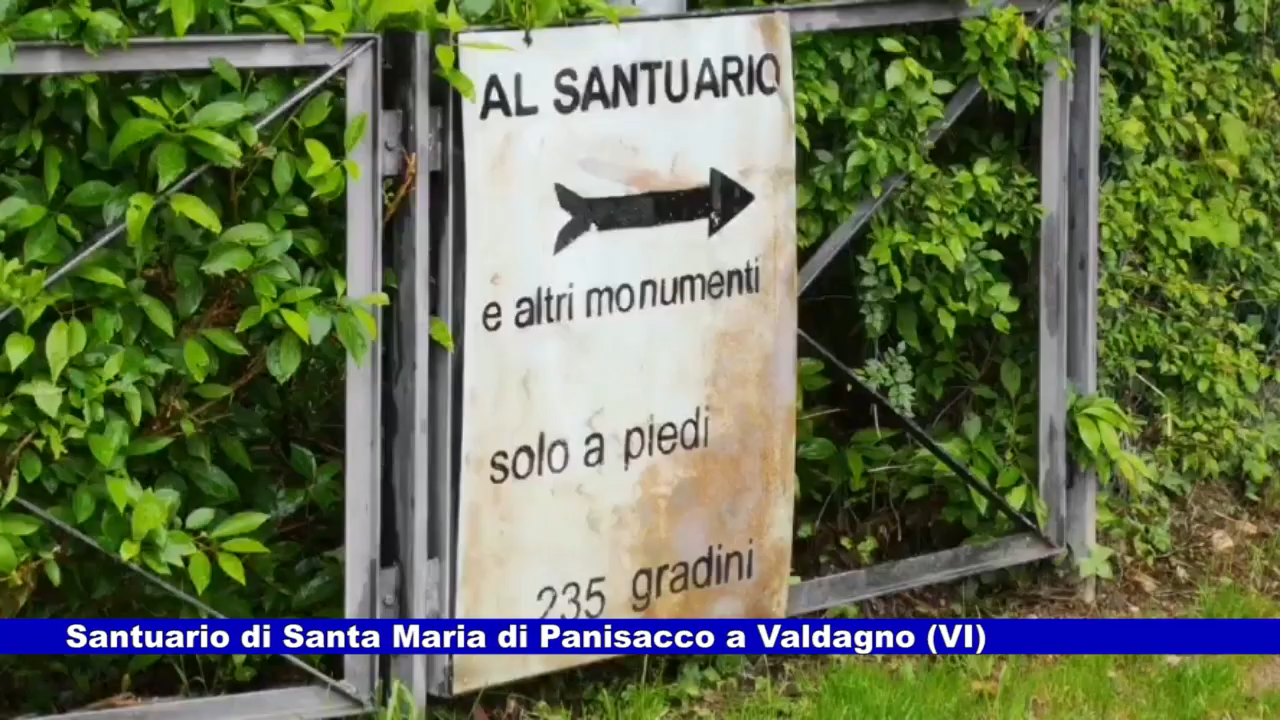 AL SANTUARIO
e altri monumenti
solo a piedi
235 gradini
Santuario di Santa Maria di Panisacco a Valdagno (VI)